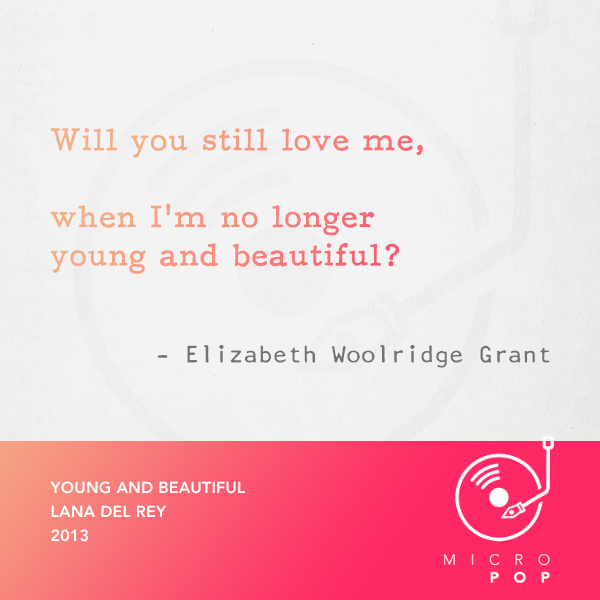 Will you still love me,
when I'm no longer
young and beautiful?
– Elizabeth Woolridge Grant
YOUNG AND BEAUTIFUL
LANA DEL REY
2013
MICRO
POP